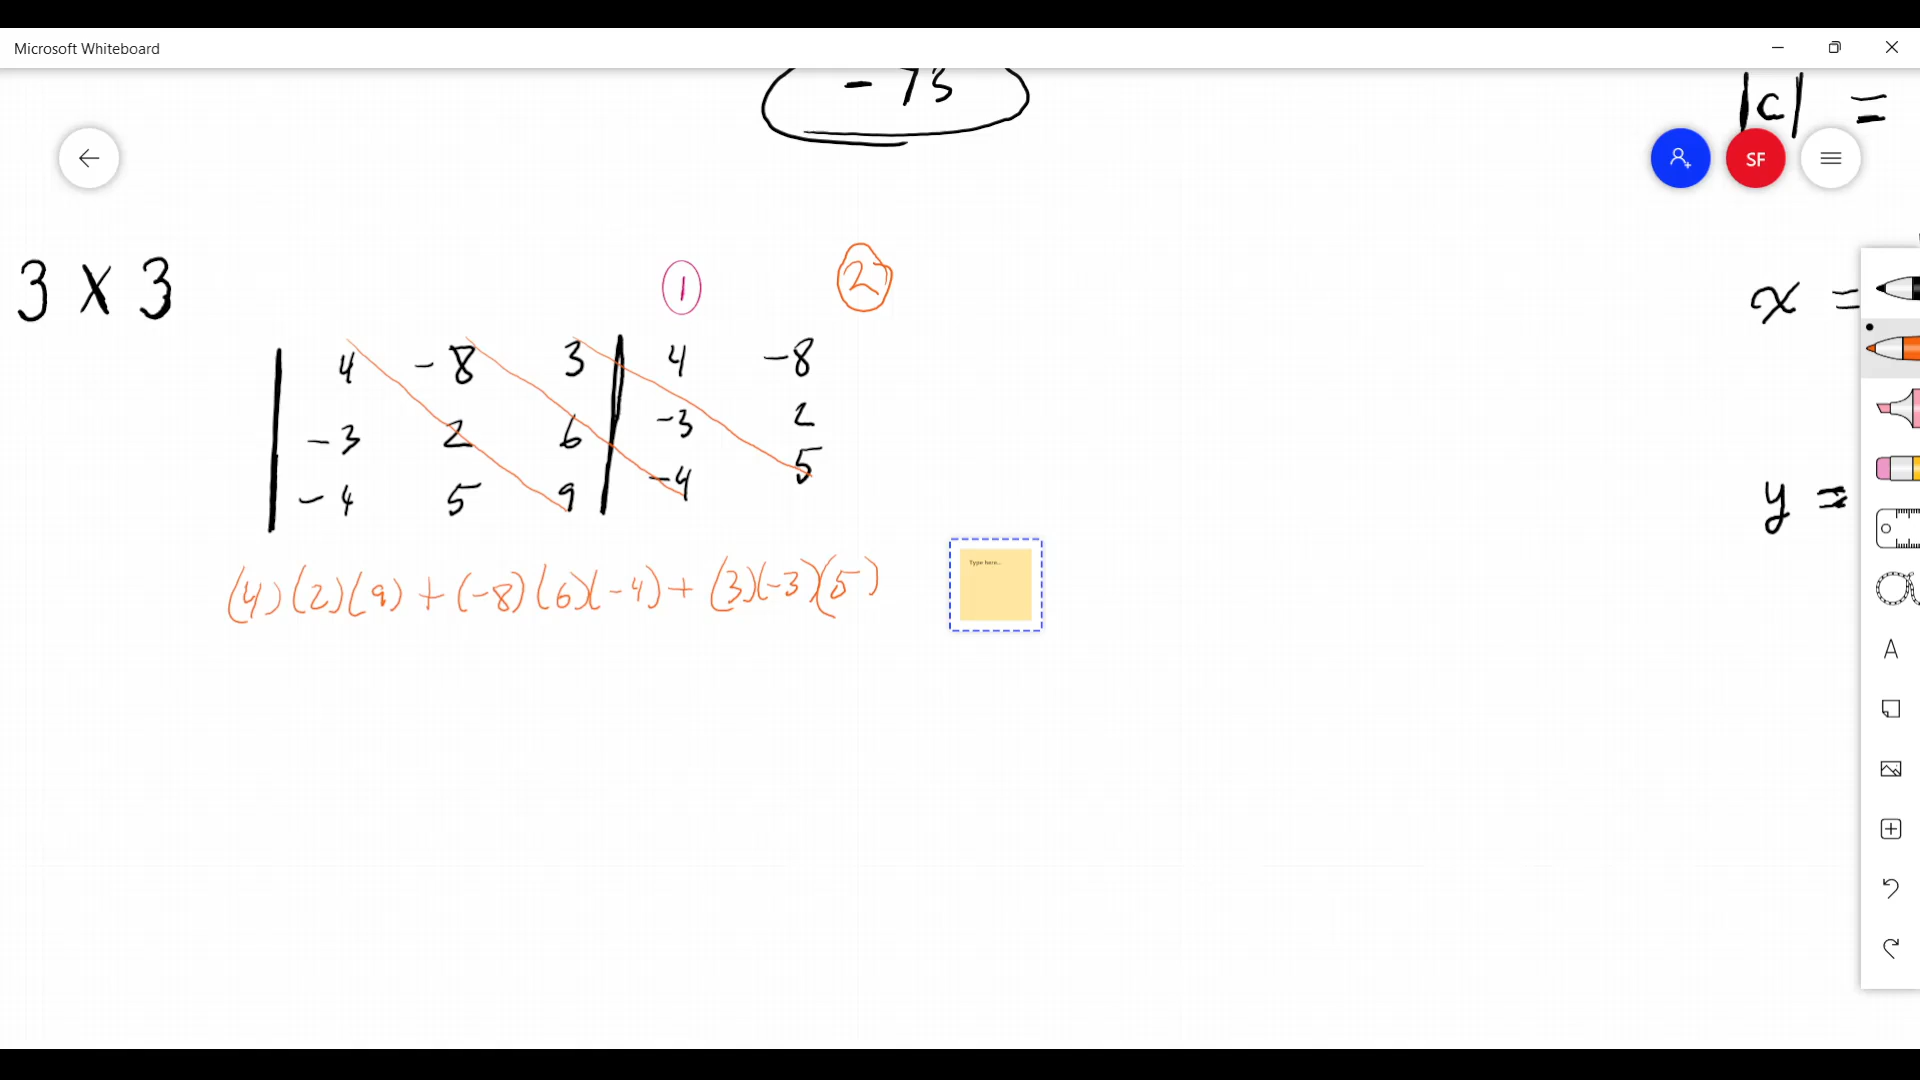 Microsoft Whiteboard
- 73
|c| =
SF
3 X 3
1 2
x =
4 -8 3 4 -8
-3 2 6 -3 2
-4 5 9 -4 5
y =
(4)(2)(9) + (-8)(6)(-4) + (3)(-3)(5)
Type here...